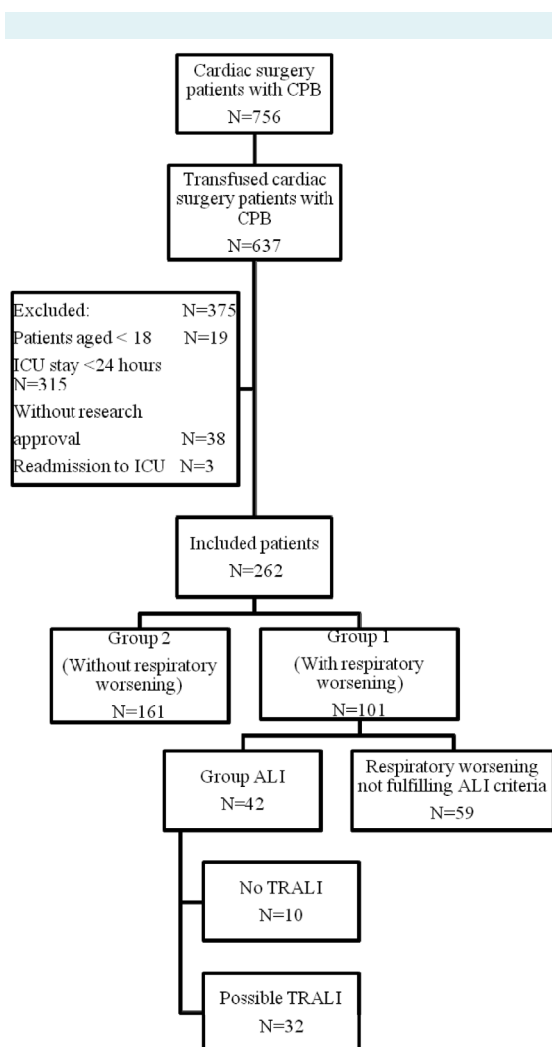 Cardiac surgery
patients with CPB
N=756
Transfused cardiac
surgery patients with
CPB
N=637
Excluded: N=375
Patients aged < 18 N=19
ICU stay <24 hours
N=315
Without research
approval N=38
Readmission to ICU N=3
Included patients
N=262
Group 2
(Without respiratory
worsening)
N=161
Group 1
(With respiratory
worsening)
N=101
Group ALI
N=42
Respiratory worsening
not fulfilling ALI criteria
N=59
No TRALI
N=10
Possible TRALI
N=32